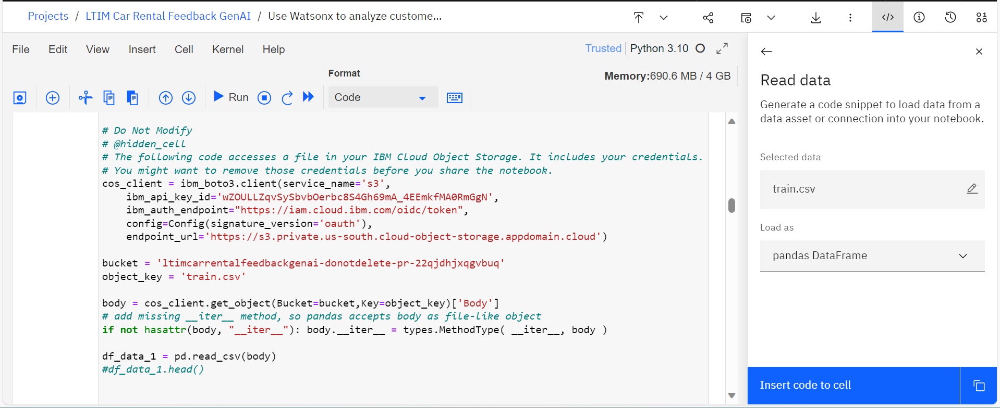 Projects / LTIM Car Rental Feedback GenAI / Use Watsonx to analyze custome...
File Edit View Insert Cell Kernel Help
Trusted | Python 3.10
Format
Memory:690.6 MB / 4 GB
Run
Code
# Do Not Modify
# @hidden_cell
# The following code accesses a file in your IBM Cloud Object Storage. It includes your credentials.
# You might want to remove those credentials before you share the notebook.
cos_client = ibm_boto3.client(service_name='s3',
    ibm_api_key_id='wZOULLZqvSySbvbOerbc8S4Gh69mA_4EEmkfMA0RmGgN',
    ibm_auth_endpoint="https://iam.cloud.ibm.com/oidc/token",
    config=Config(signature_version='oauth'),
    endpoint_url='https://s3.private.us-south.cloud-object-storage.appdomain.cloud')
bucket = 'ltimcarrentalfeedbackgenai-donotdelete-pr-22qjdhjxqgvbuq'
object_key = 'train.csv'
body = cos_client.get_object(Bucket=bucket,Key=object_key)['Body']
# add missing __iter__ method, so pandas accepts body as file-like object
if not hasattr(body, "__iter__"): body.__iter__ = types.MethodType( __iter__, body )
df_data_1 = pd.read_csv(body)
#df_data_1.head()
Read data
Generate a code snippet to load data from a
data asset or connection into your notebook.
Selected data
train.csv
Load as
pandas DataFrame
Insert code to cell